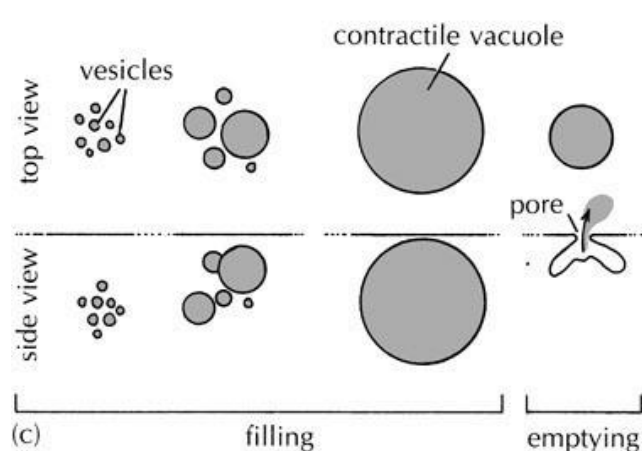 contractile vacuole
vesicles
top view
pore
side view
(c)
filling
emptying